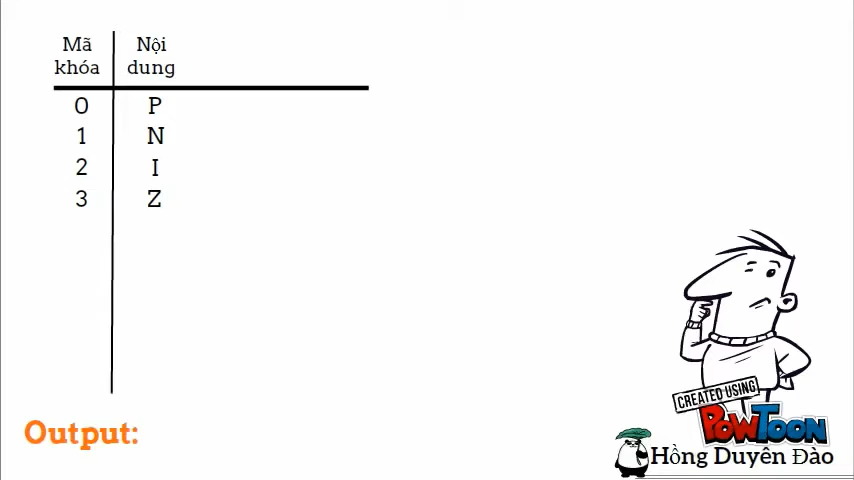 Mã khóa Nội dung
0 P
1 N
2 I
3 Z
Output:
CREATED USING
POWTOON
Hồng Duyên Đào